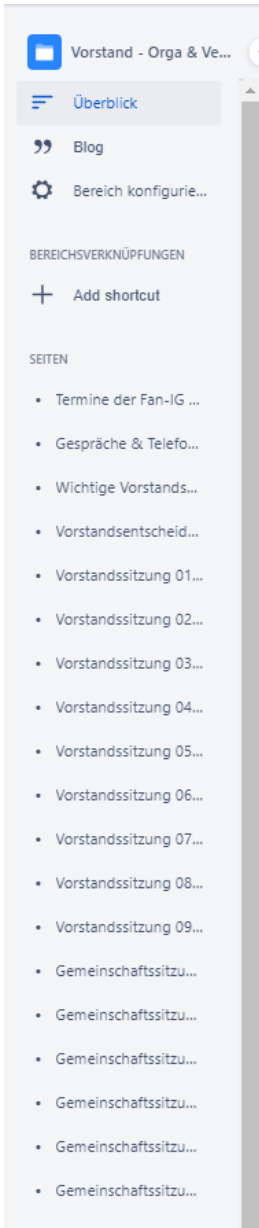 Vorstand - Orga & Ve...
Überblick
Blog
Bereich konfigurie...
BEREICHSVERKNÜPFUNGEN
Add shortcut
SEITEN
Termine der Fan-IG ...
Gespräche & Telefo...
Wichtige Vorstands...
Vorstandsentscheid...
Vorstandssitzung 01...
Vorstandssitzung 02...
Vorstandssitzung 03...
Vorstandssitzung 04...
Vorstandssitzung 05...
Vorstandssitzung 06...
Vorstandssitzung 07...
Vorstandssitzung 08...
Vorstandssitzung 09...
Gemeinschaftssitzu...
Gemeinschaftssitzu...
Gemeinschaftssitzu...
Gemeinschaftssitzu...
Gemeinschaftssitzu...
Gemeinschaftssitzu...